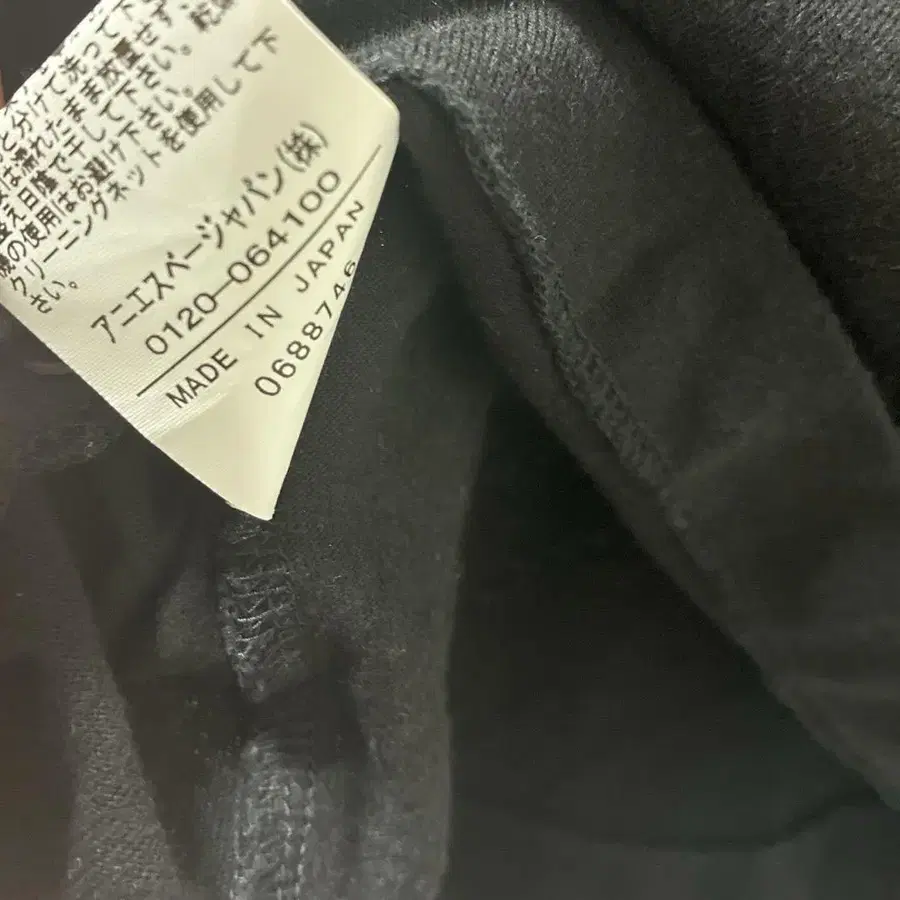 と分けて洗って下
は濡れたまま放置せず、
日陰で干して下さい。乾燥
機の使用はお避け下さい。
クリーニングネットを使用して下
さい。
アニエスベージャパン(株)
0120-064100
MADE IN JAPAN
0688746